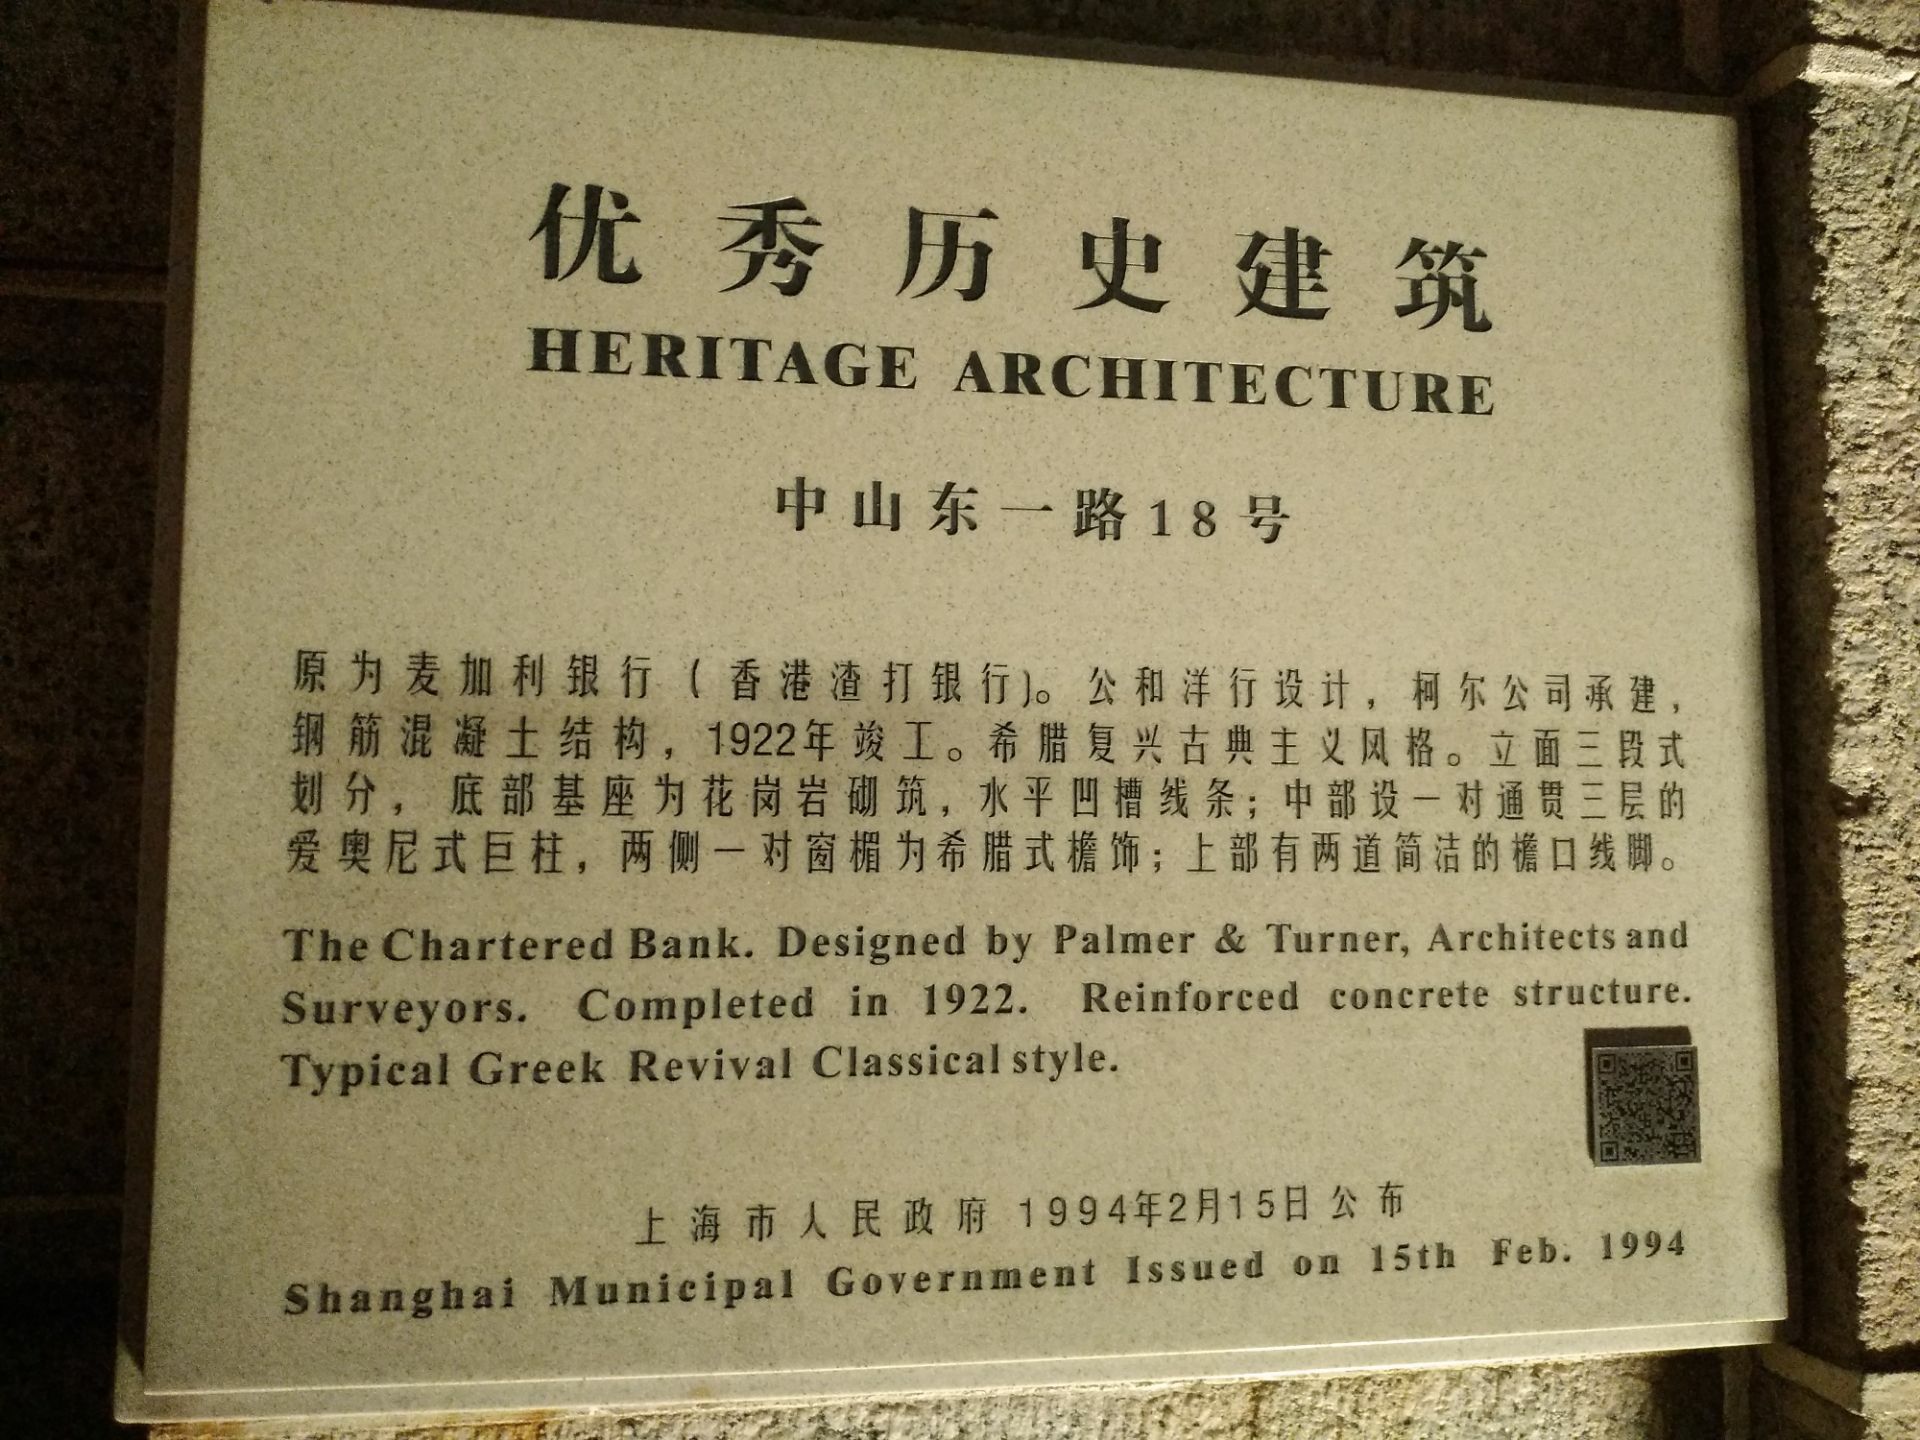 优秀历史建筑
HERITAGE ARCHITECTURE
中山东一路18号
原为麦加利银行(香港渣打银行)。公和洋行设计，柯尔公司承建，
钢筋混凝土结构，1922年竣工。希腊复兴古典主义风格。立面三段式
划分，底部基座为花岗岩砌筑，水平凹槽线条；中部设一对通贯三层的
爱奥尼式巨柱，两侧一对窗楣为希腊式檐饰；上部有两道简洁的檐口线脚。
The Chartered Bank. Designed by Palmer & Turner, Architects and
Surveyors. Completed in 1922. Reinforced concrete structure.
Typical Greek Revival Classical style.
上海市人民政府 1994年2月15日公布
Shanghai Municipal Government Issued on 15th Feb. 1994